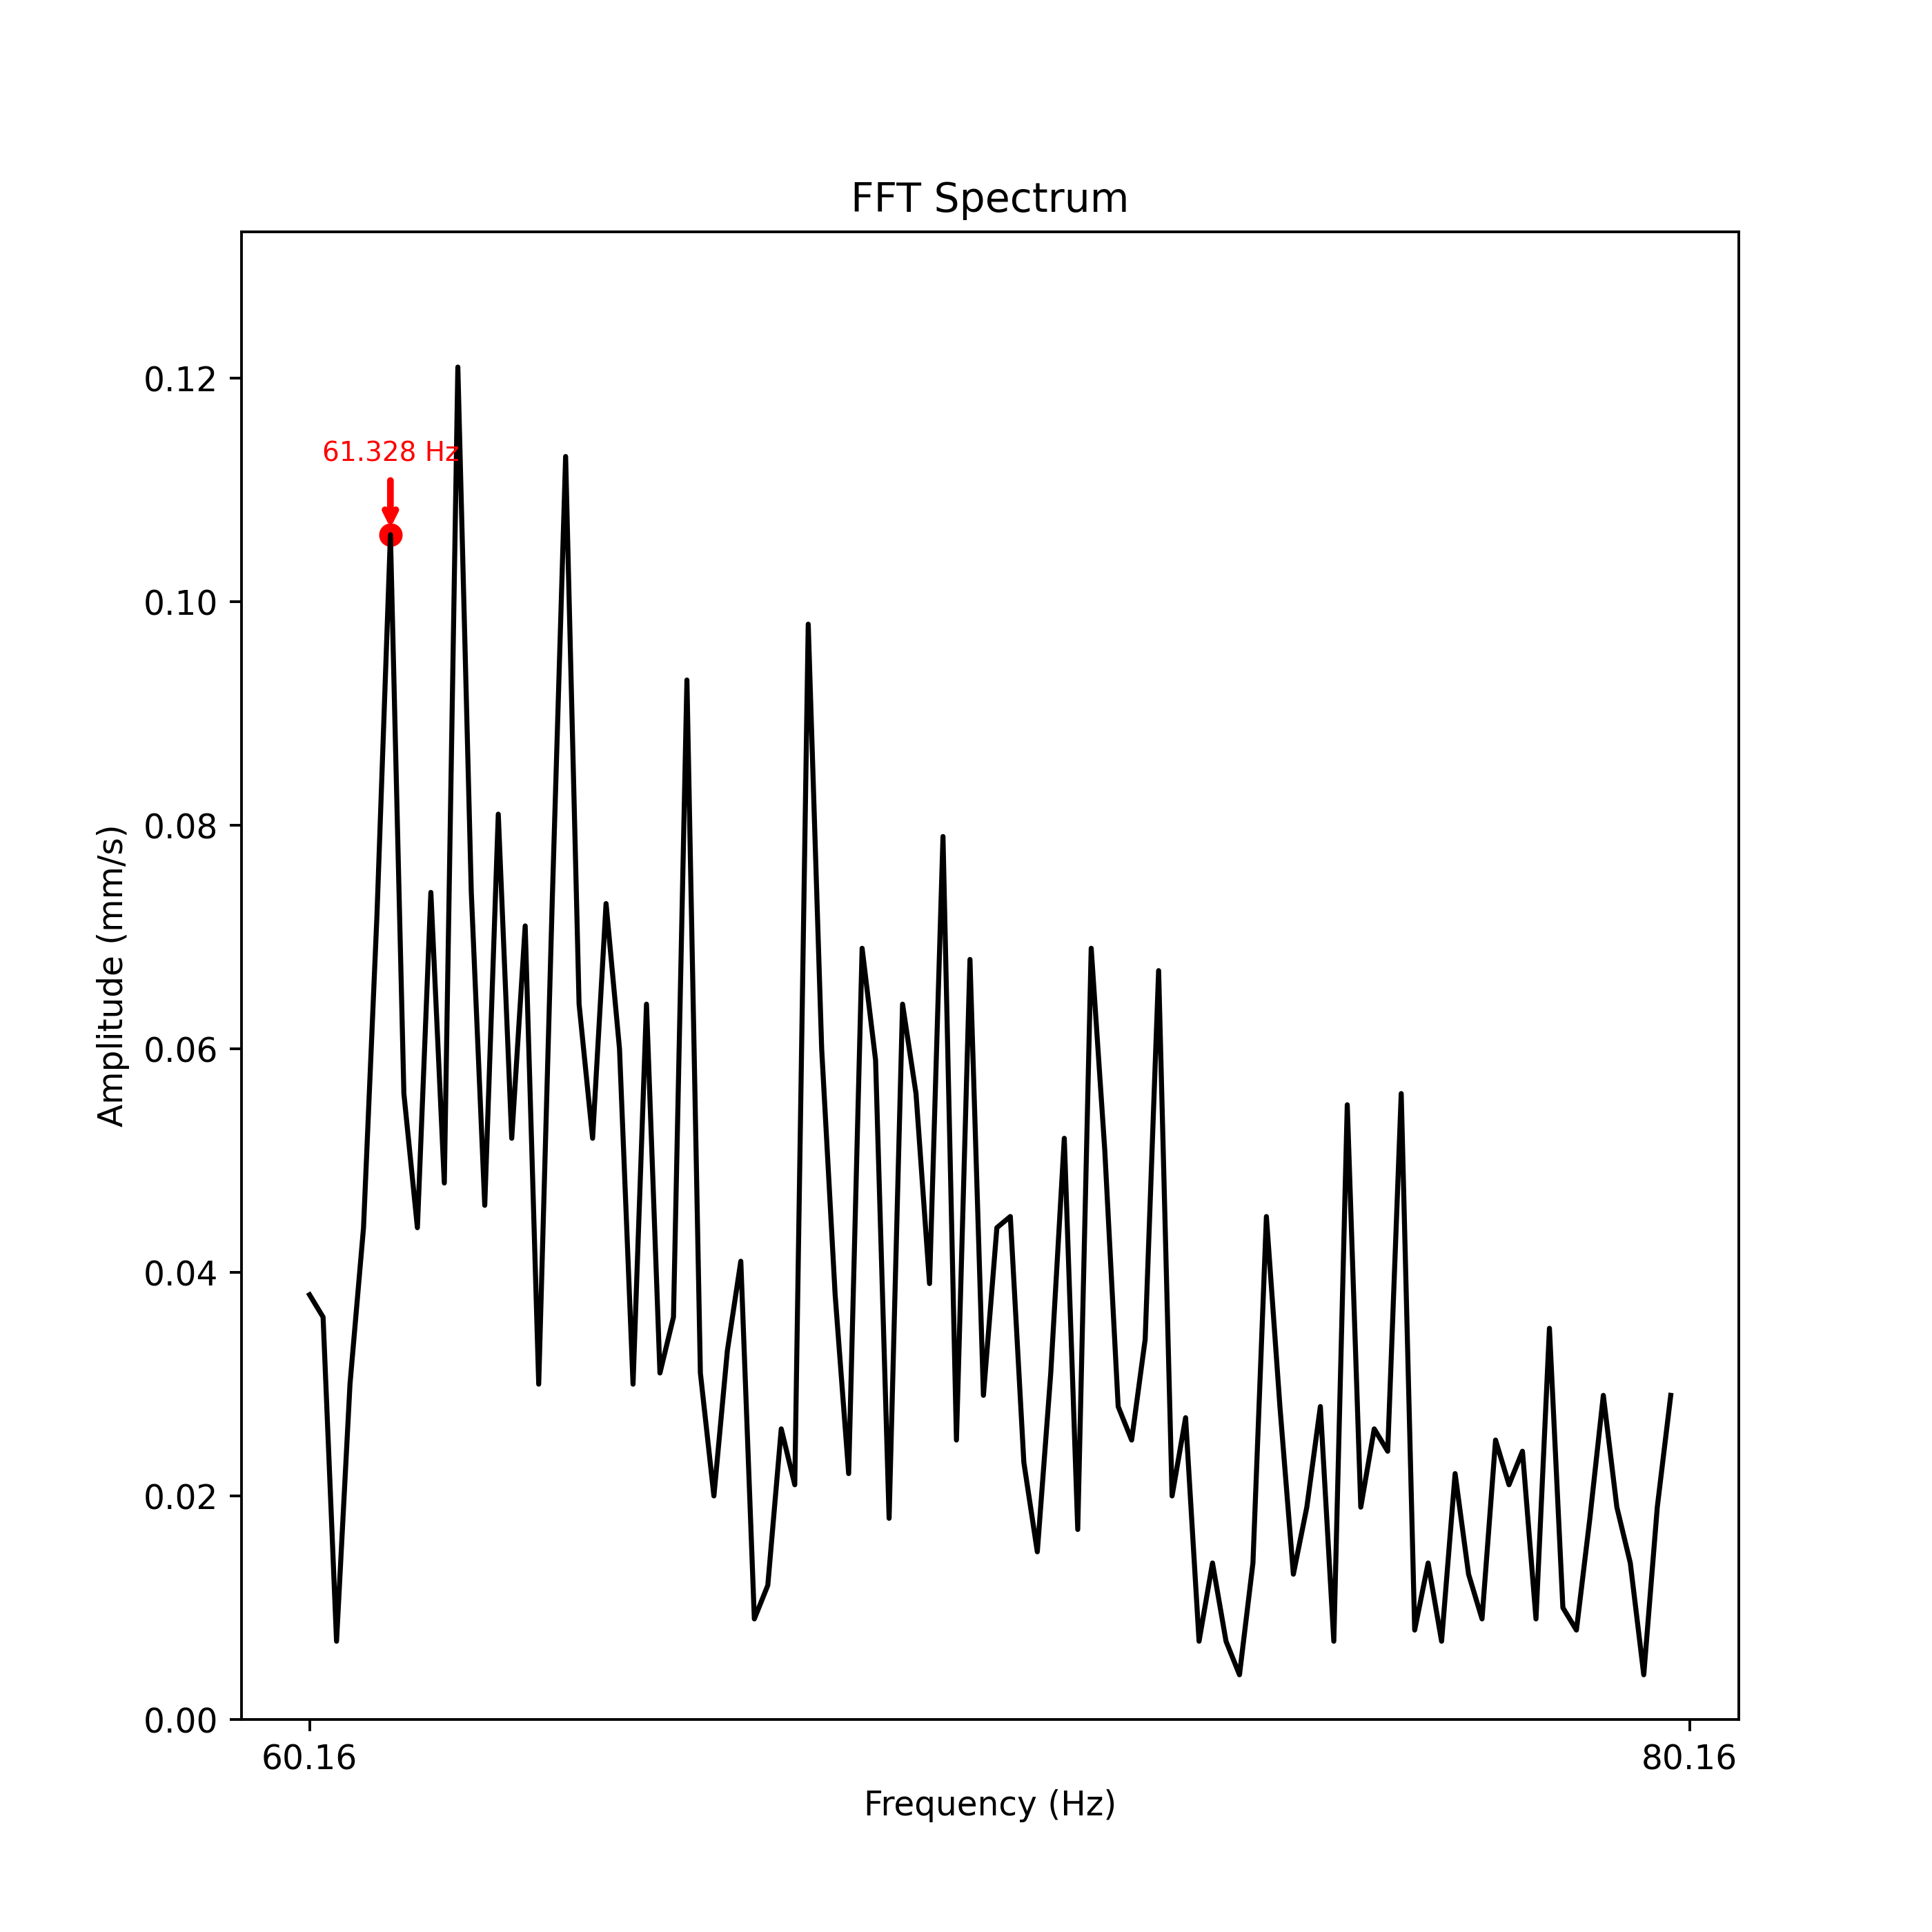 FFT Spectrum
0.12
61.328 Hz
0.10
0.08
0.06
0.04
0.02
0.00
Amplitude (mm/s)
60.16
80.16
Frequency (Hz)